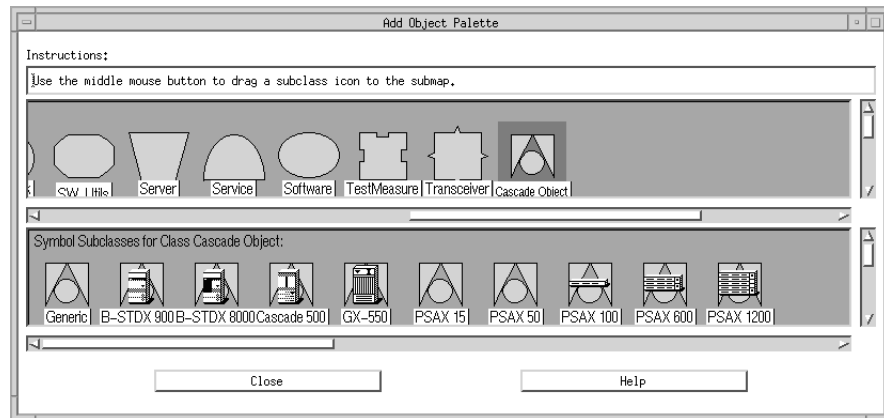 Add Object Palette
Instructions:
Use the middle mouse button to drag a subclass icon to the submap.
SW_Utils Server Service Software TestMeasure Transceiver Cascade Object
Symbol Subclasses for Class Cascade Object:
Generic B-STDX 900 B-STDX 8000 Cascade 500 GX-550 PSAX 15 PSAX 50 PSAX 100 PSAX 600 PSAX 1200
Close Help